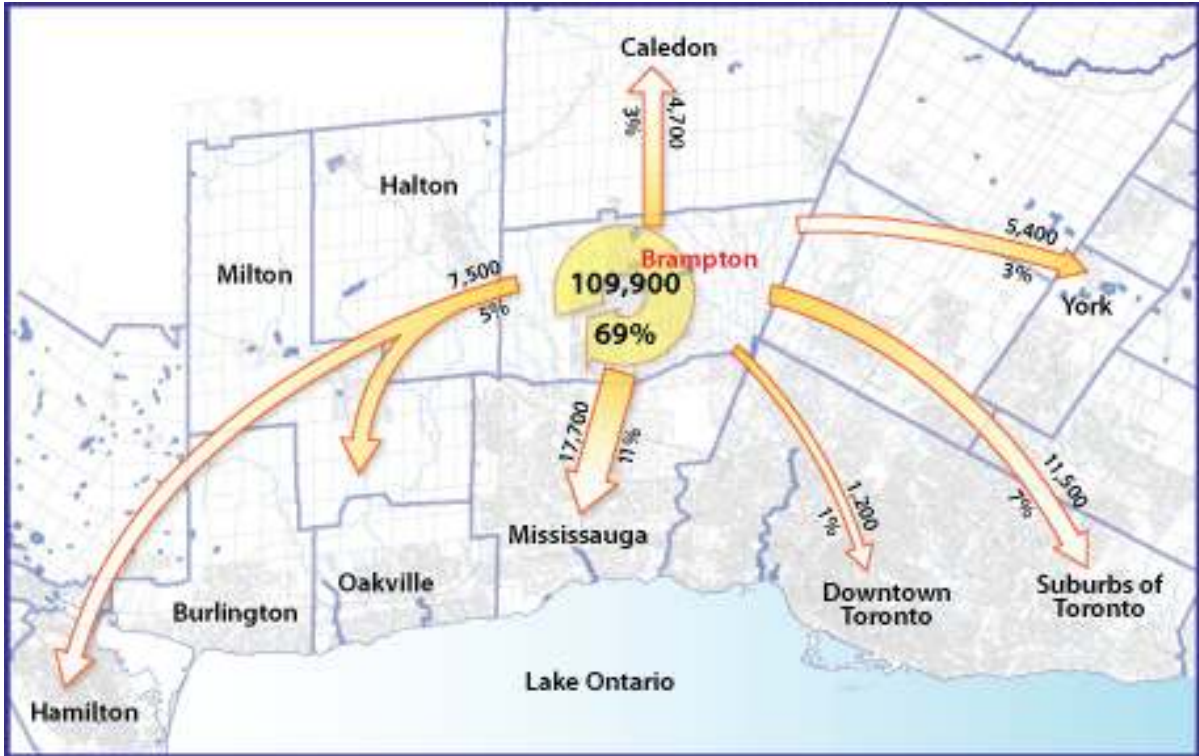 Caledon
4,700
3%
Halton
Brampton
Milton
7,500
5%
109,900
69%
5,400
3%
York
17,700
11%
1,200
1%
11,500
7%
Mississauga
Oakville
Burlington
Downtown
Toronto
Suburbs of
Toronto
Lake Ontario
Hamilton